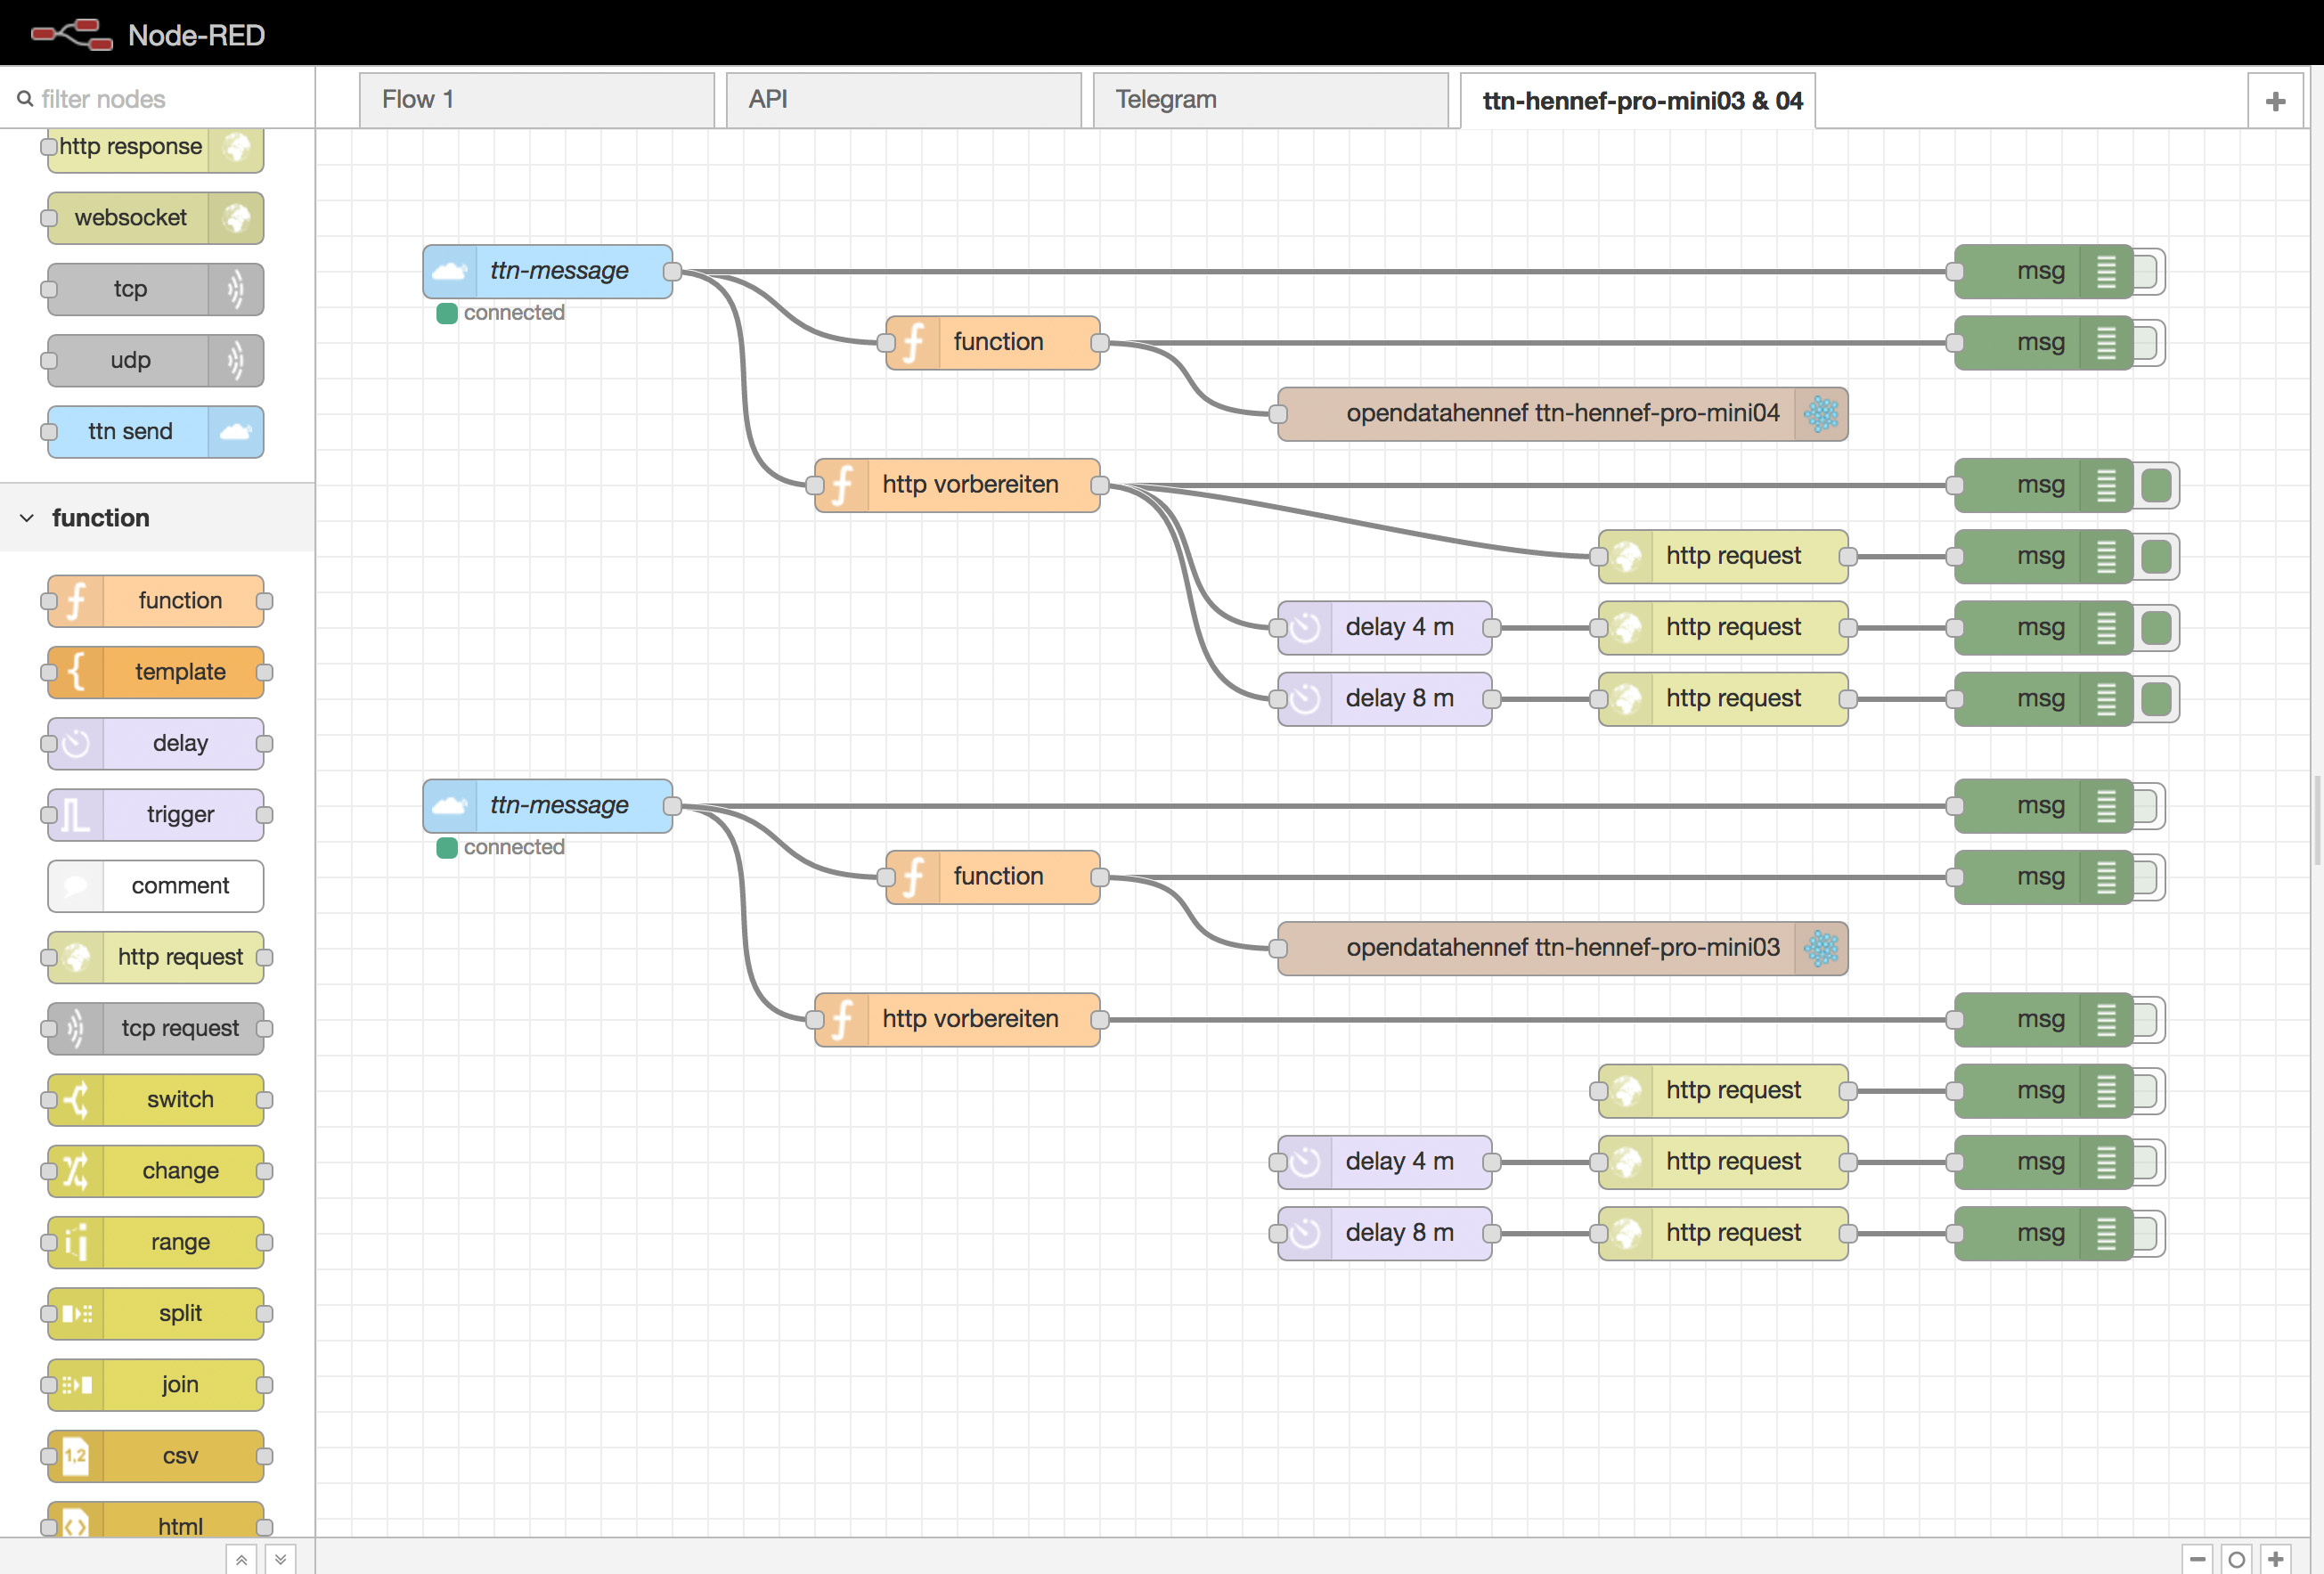 Node-RED
filter nodes
Flow 1
API
Telegram
ttn-hennef-pro-mini03 & 04
http response
websocket
tcp
udp
ttn send
function
function
template
delay
trigger
comment
http request
tcp request
switch
change
range
split
join
1,2
csv
html
ttn-message
connected
msg
function
msg
opendatahennef ttn-hennef-pro-mini04
http vorbereiten
msg
http request
msg
delay 4 m
http request
msg
delay 8 m
http request
msg
ttn-message
connected
msg
function
msg
opendatahennef ttn-hennef-pro-mini03
http vorbereiten
msg
http request
msg
delay 4 m
http request
msg
delay 8 m
http request
msg